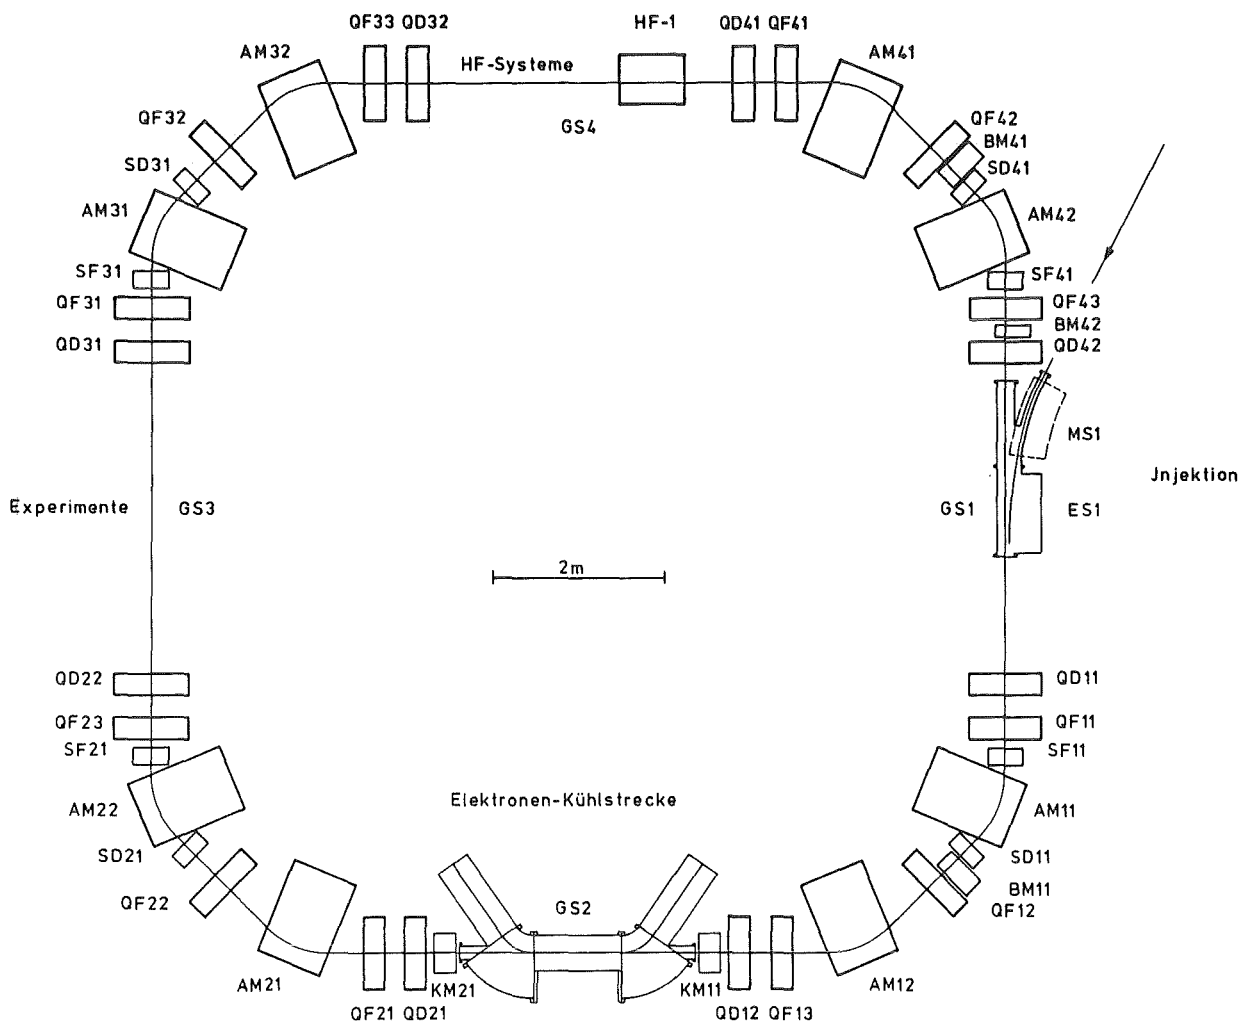 QF33 QD32 HF-1 QD41 QF41
AM32 AM41
HF-Systeme
QF32 GS4 QF42
BM41
SD31 SD41
AM31 AM42
SF31 SF41
QF31 QF43
BM42
QD31 QD42
MS1
Jnjektion
Experimente GS3 GS1 ES1
2m
QD22 QD11
QF23 QF11
SF21 SF11
AM22 Elektronen-Kühlstrecke AM11
SD21 SD11
BM11
QF22 GS2 QF12
AM21 KM21 KM11 AM12
QF21 QD21 QD12 QF13